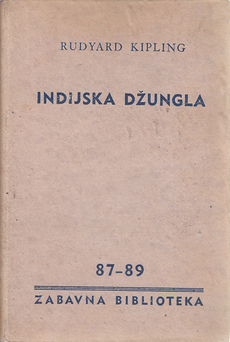 RUDYARD KIPLING
INDIJSKA DŽUNGLA
87-89
ZABAVNA BIBLIOTEKA